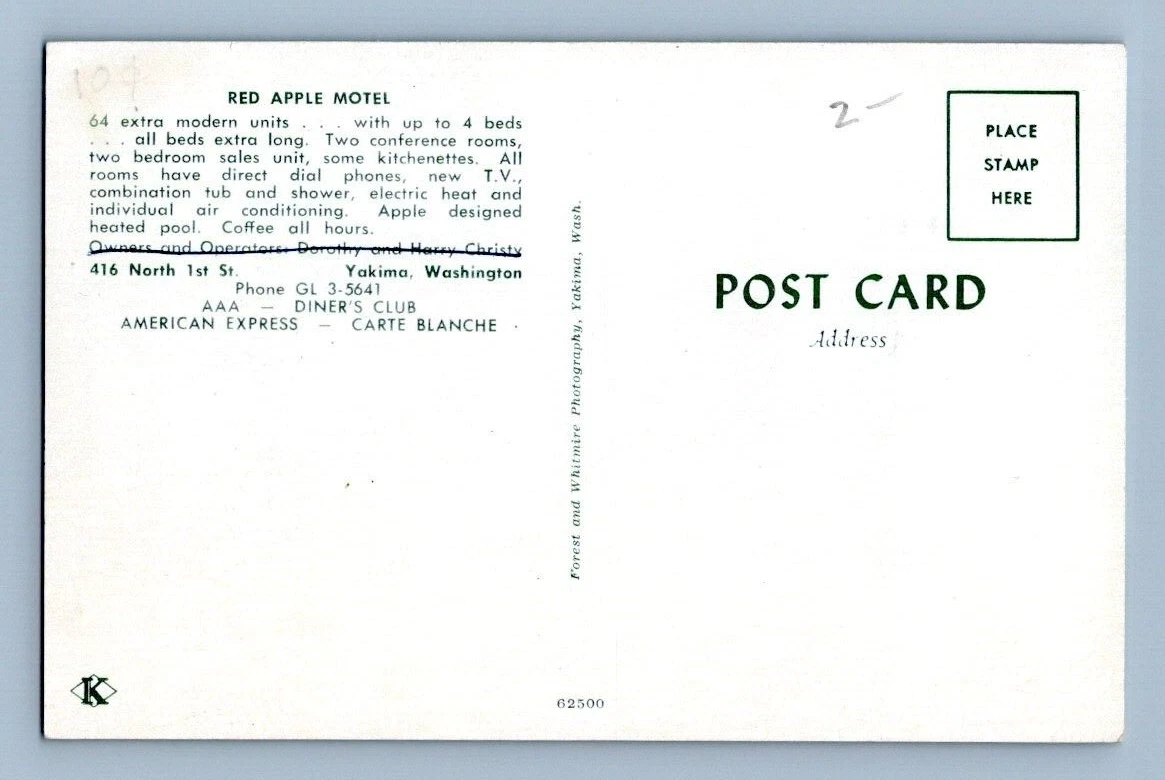 10¢
RED APPLE MOTEL
64 extra modern units . . . with up to 4 beds
. . . all beds extra long. Two conference rooms,
two bedroom sales unit, some kitchenettes. All
rooms have direct dial phones, new T.V.,
combination tub and shower, electric heat and
individual air conditioning. Apple designed
heated pool. Coffee all hours.
Owners and Operators: Dorothy and Harry Christy
416 North 1st St. Yakima, Washington
Phone GL 3-5641
AAA — DINER'S CLUB
AMERICAN EXPRESS — CARTE BLANCHE
K
Forest and Whitmire Photography, Yakima, Wash.
62500
2-
PLACE
STAMP
HERE
POST CARD
Address